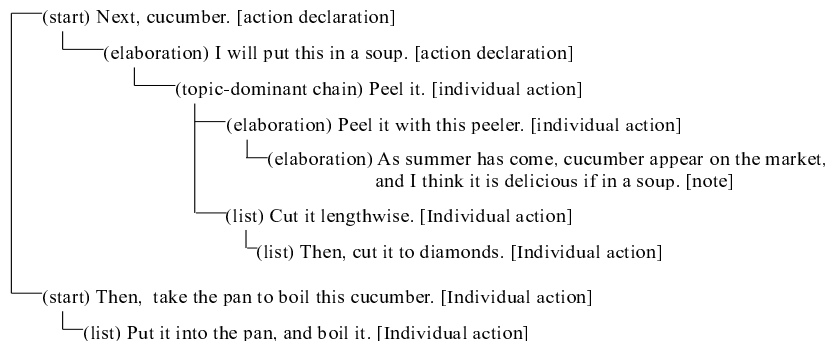 (start) Next, cucumber. [action declaration]
(elaboration) I will put this in a soup. [action declaration]
(topic-dominant chain) Peel it. [individual action]
(elaboration) Peel it with this peeler. [individual action]
(elaboration) As summer has come, cucumber appear on the market,
and I think it is delicious if in a soup. [note]
(list) Cut it lengthwise. [Individual action]
(list) Then, cut it to diamonds. [Individual action]
(start) Then, take the pan to boil this cucumber. [Individual action]
(list) Put it into the pan, and boil it. [Individual action]